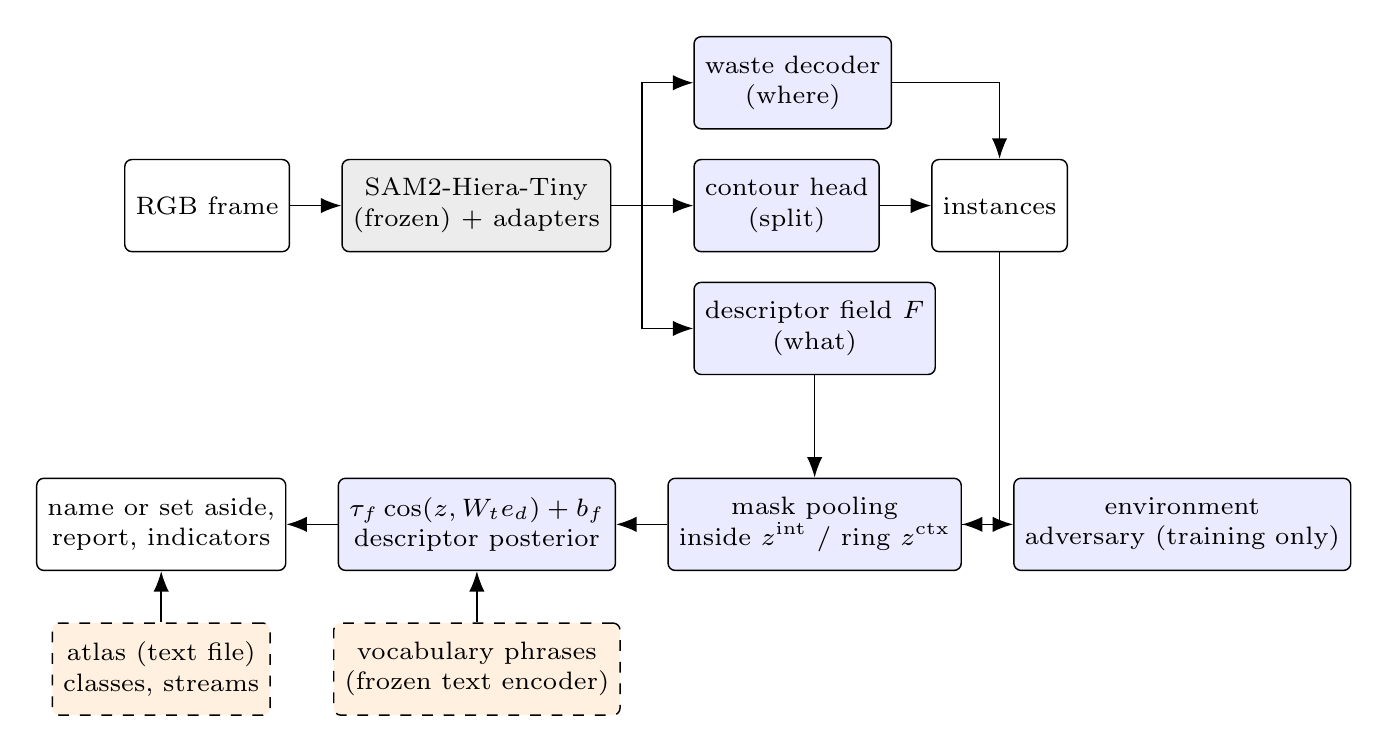 waste decoder
(where)
RGB frame
SAM2-Hiera-Tiny
(frozen) + adapters
contour head
(split)
instances
descriptor field F
(what)
name or set aside,
report, indicators
τ_f cos(z, W_t e_d) + b_f
descriptor posterior
mask pooling
inside z^int / ring z^ctx
environment
adversary (training only)
atlas (text file)
classes, streams
vocabulary phrases
(frozen text encoder)